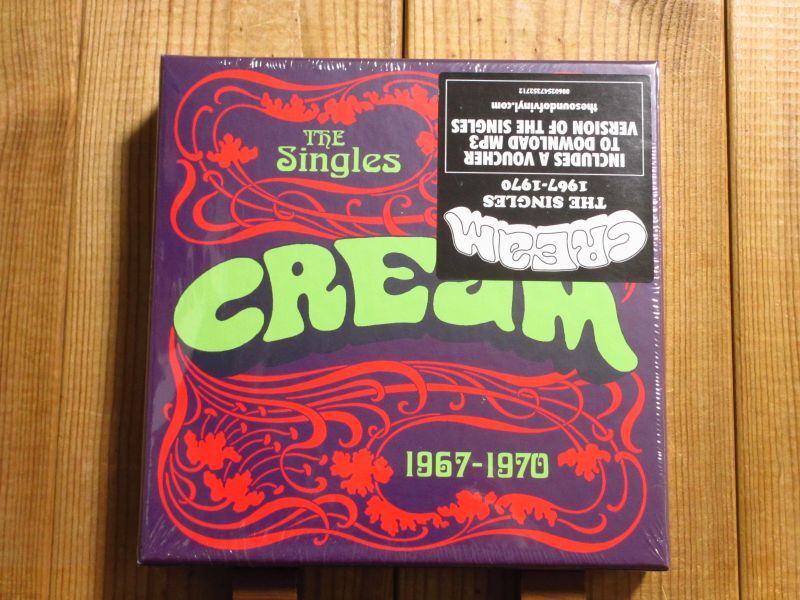 THE
Singles
CREAM
1967-1970
CREAM
THE SINGLES
1967-1970
INCLUDES A VOUCHER
TO DOWNLOAD MP3
VERSION OF THE SINGLES
thesoundofvinyl.com
00602547352712